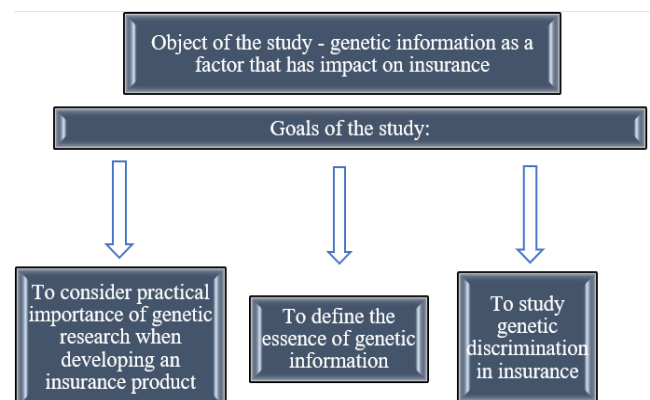 Object of the study - genetic information as a
factor that has impact on insurance
Goals of the study:
To consider practical
importance of genetic
research when
developing an
insurance product
To define the
essence of genetic
information
To study
genetic
discrimination
in insurance